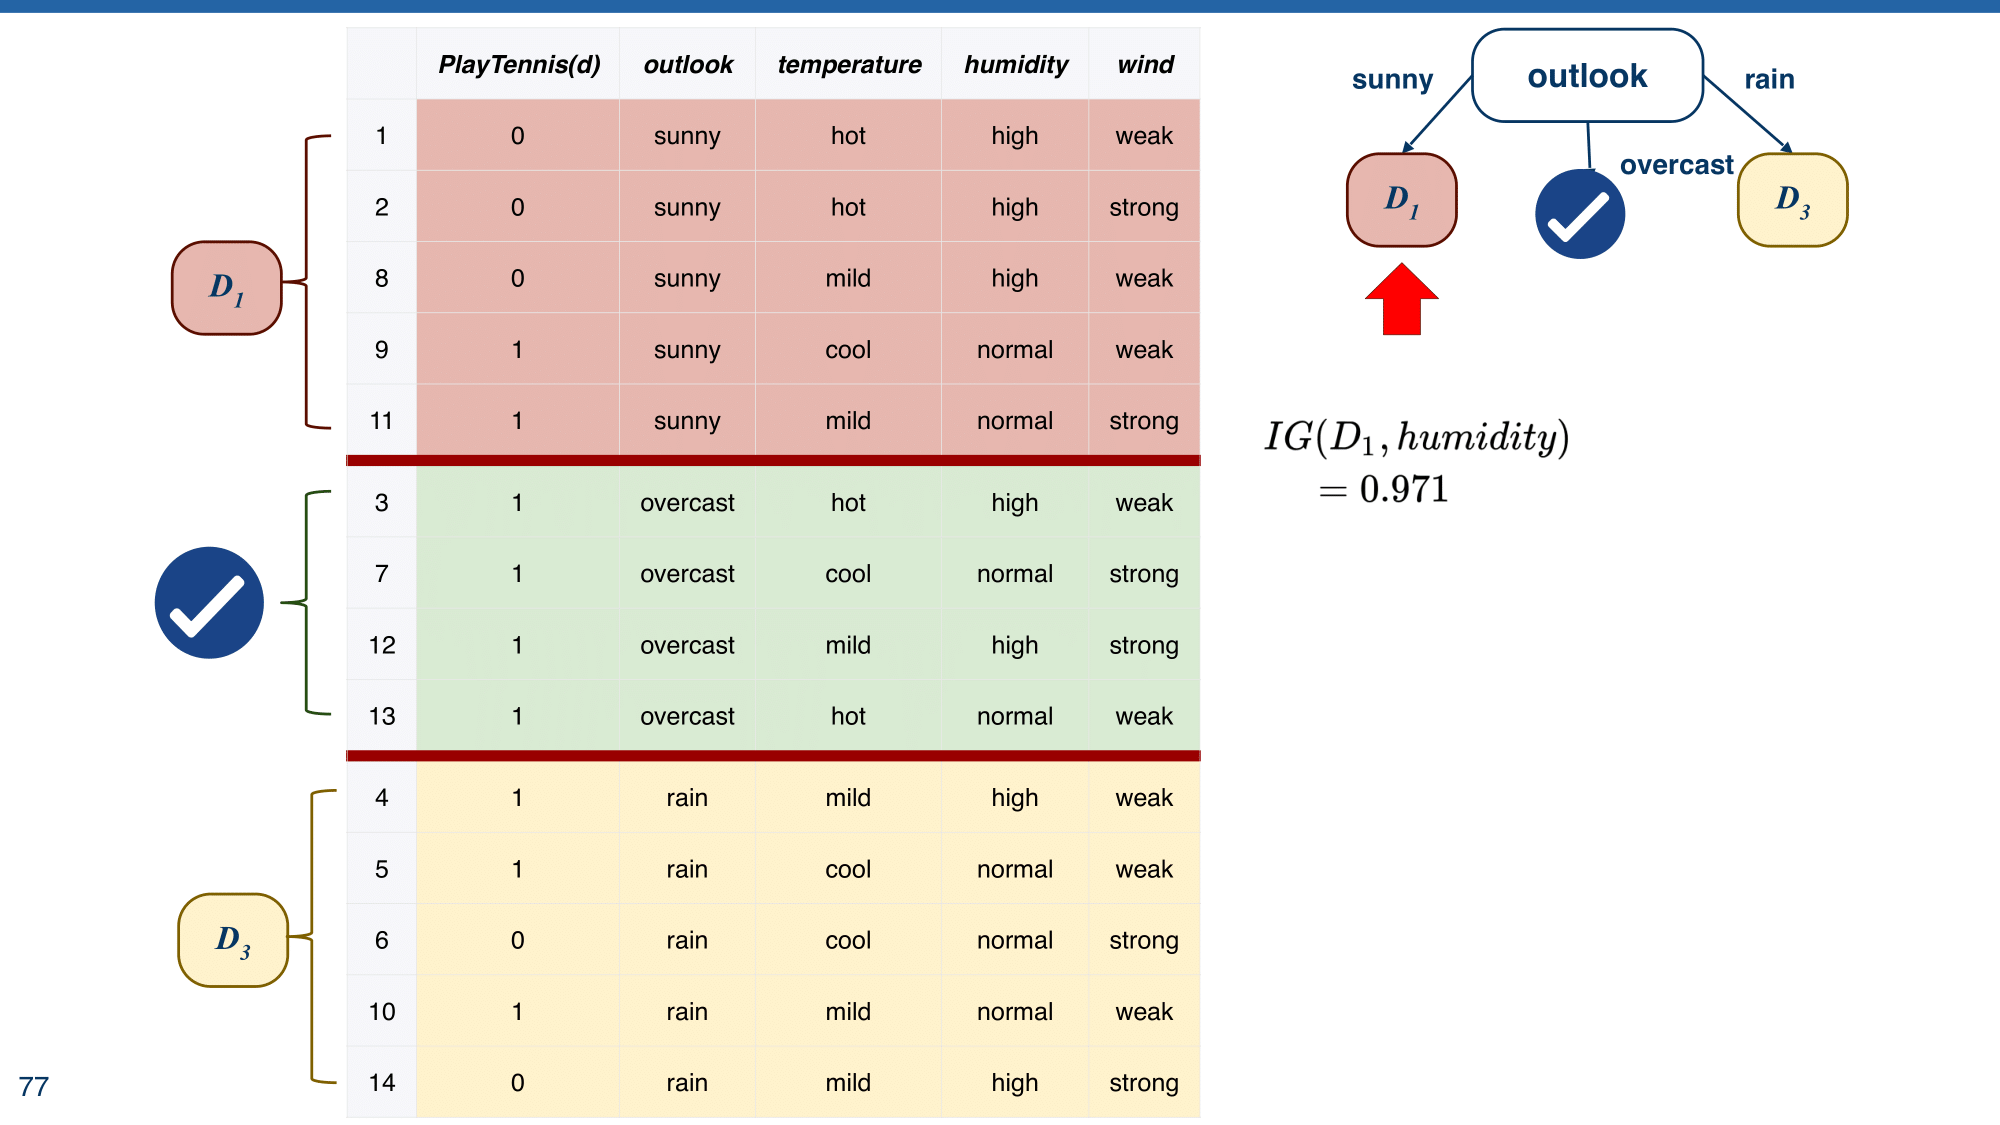 PlayTennis(d) outlook temperature humidity wind
1 0 sunny hot high weak
2 0 sunny hot high strong
8 0 sunny mild high weak
9 1 sunny cool normal weak
11 1 sunny mild normal strong
3 1 overcast hot high weak
7 1 overcast cool normal strong
12 1 overcast mild high strong
13 1 overcast hot normal weak
4 1 rain mild high weak
5 1 rain cool normal weak
6 0 rain cool normal strong
10 1 rain mild normal weak
14 0 rain mild high strong
D1
D3
outlook
sunny
rain
overcast
D1
D3
IG(D1, humidity)
= 0.971
77